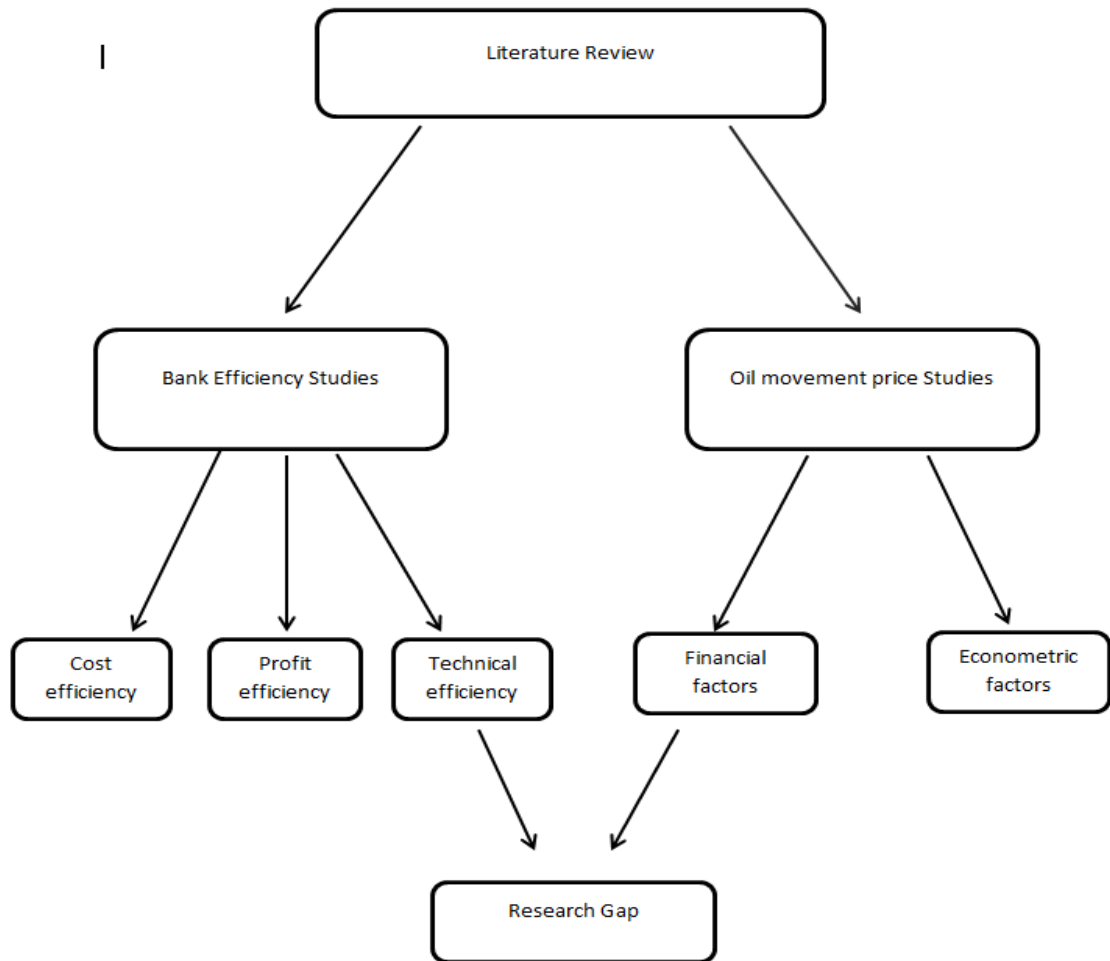 Literature Review
Bank Efficiency Studies
Oil movement price Studies
Cost
efficiency
Profit
efficiency
Technical
efficiency
Financial
factors
Econometric
factors
Research Gap